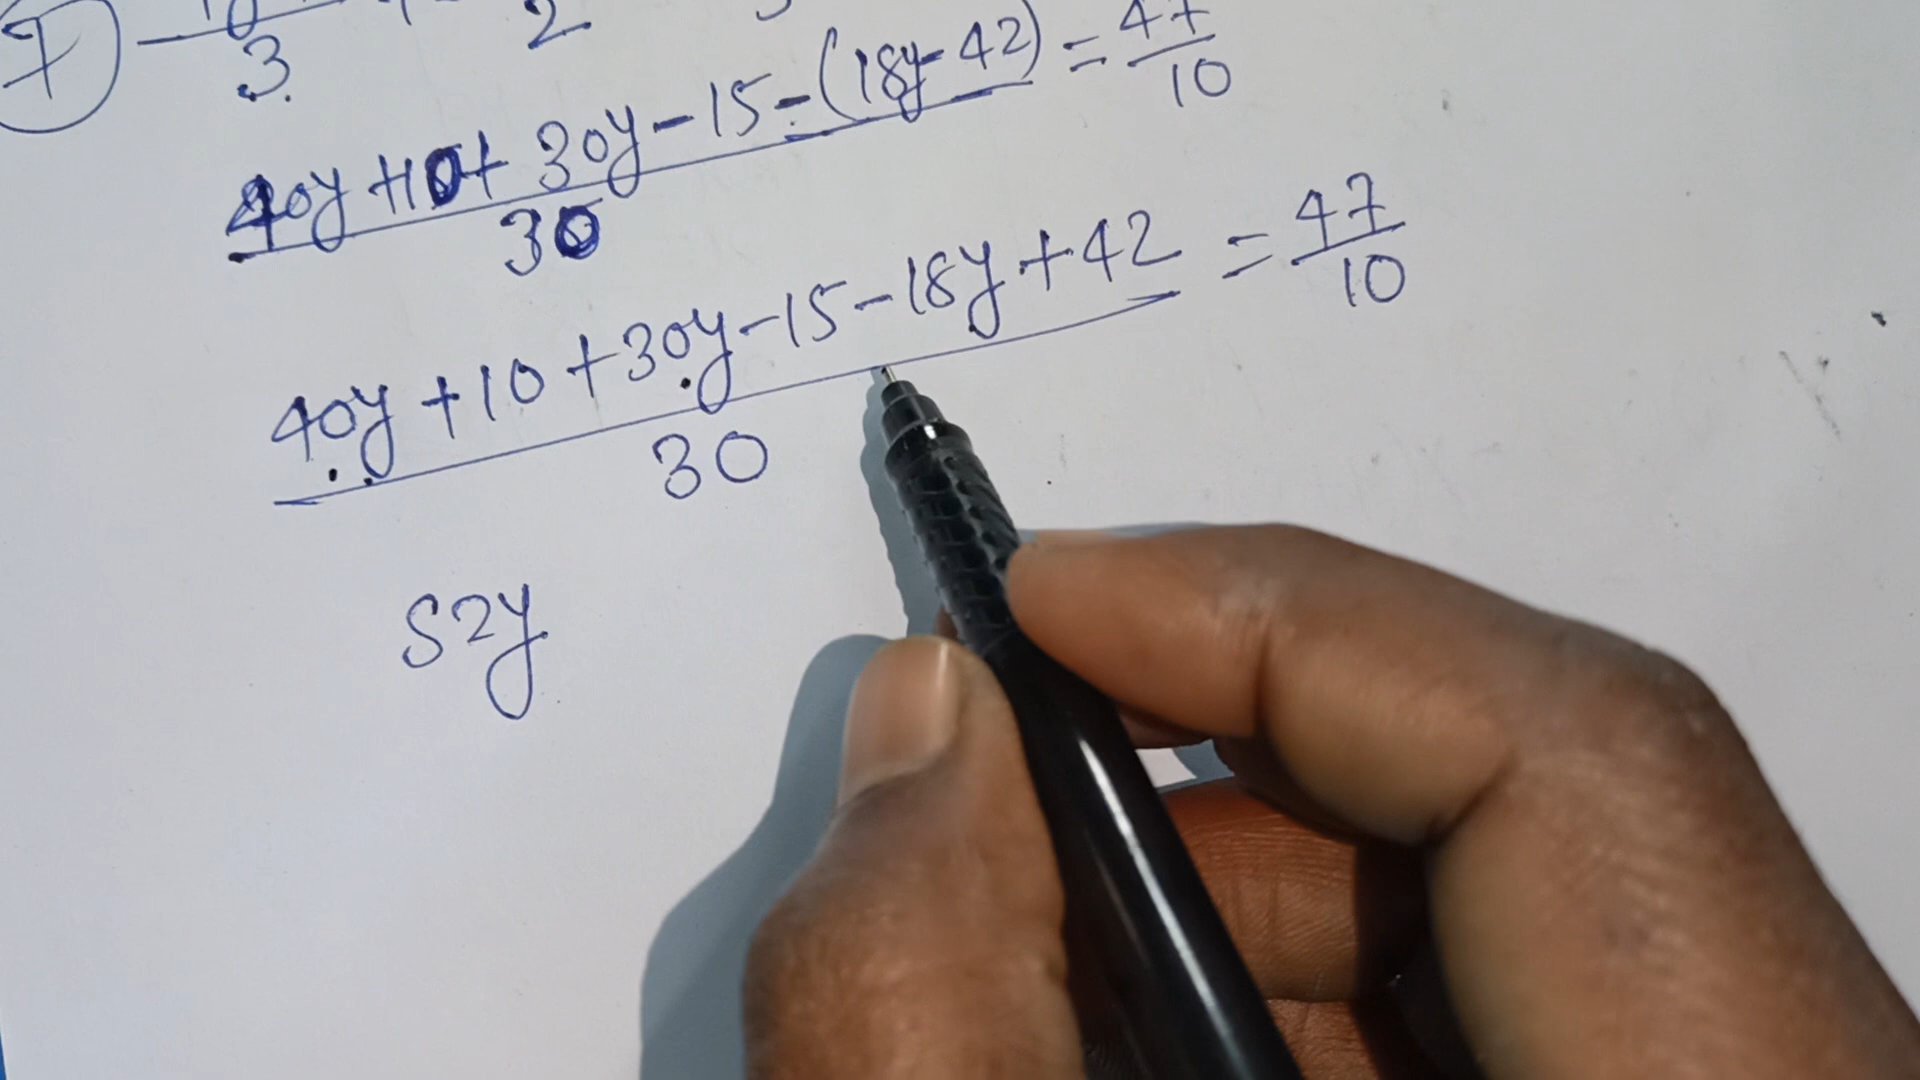 7 3 2
40y+10+30y-15-(18y-42)/30 = 47/10
40y+10+30y-15-18y+42/30 = 47/10
52y